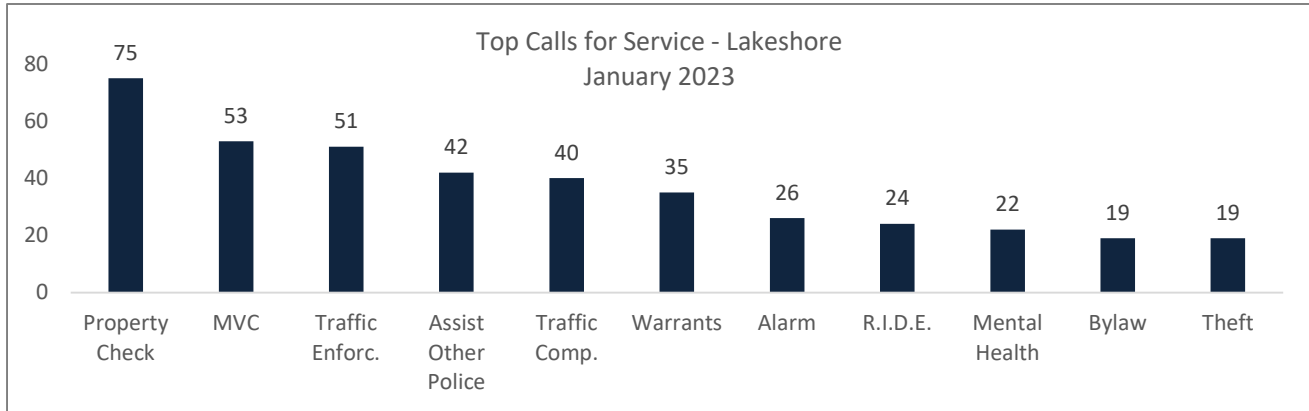 Top Calls for Service - Lakeshore
January 2023
80
60
40
20
0
75
53
51
42
40
35
26
24
22
19
19
Property
Check
MVC
Traffic
Enforc.
Assist
Other
Police
Traffic
Comp.
Warrants
Alarm
R.I.D.E.
Mental
Health
Bylaw
Theft